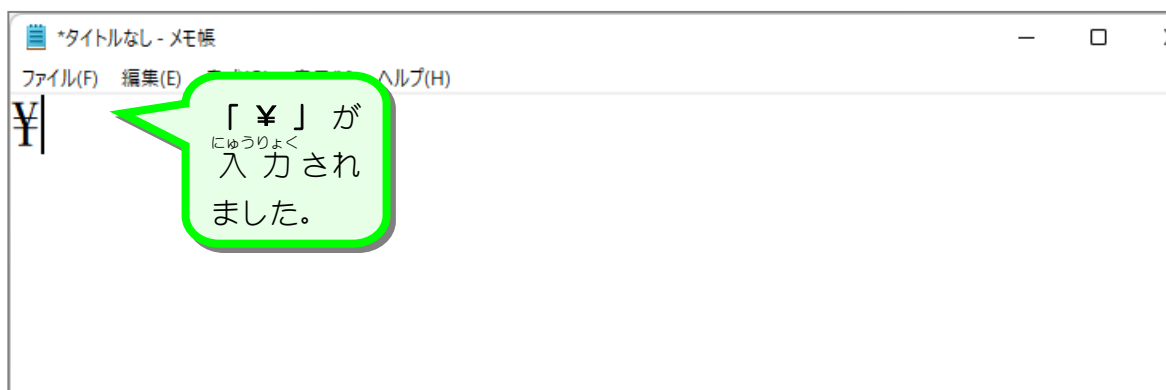 *タイトルなし - メモ帳
ファイル(F) 編集(E) ヘルプ(H)
¥
「¥」が
にゅうりょく
入力され
ました。